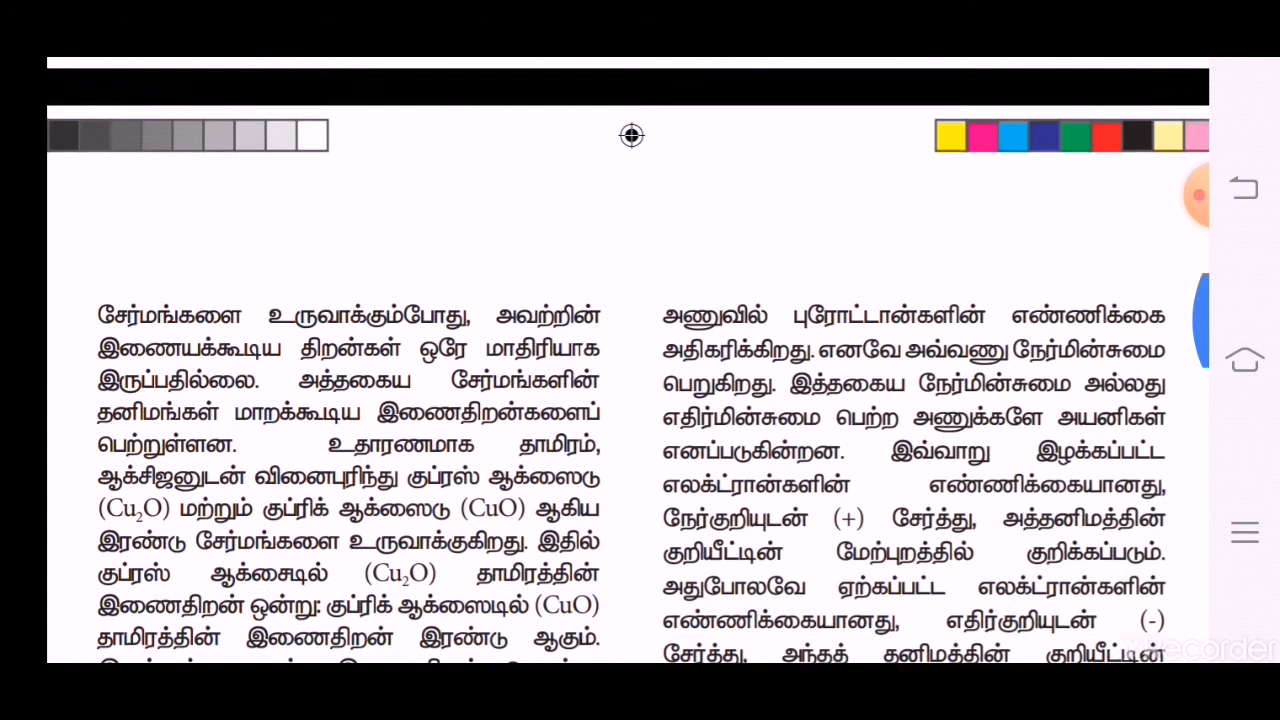 சேர்மங்களை உருவாக்கும்போது, அவற்றின்
இணையக்கூடிய திறன்கள் ஒரே மாதிரியாக
இருப்பதில்லை. அத்தகைய சேர்மங்களின்
தனிமங்கள் மாறக்கூடிய இணைதிறன்களைப்
பெற்றுள்ளன. உதாரணமாக தாமிரம்,
ஆக்சிஜனுடன் வினைபுரிந்து குப்ரஸ் ஆக்ஸைடு
(Cu₂O) மற்றும் குப்ரிக் ஆக்ஸைடு (CuO) ஆகிய
இரண்டு சேர்மங்களை உருவாக்குகிறது. இதில்
குப்ரஸ் ஆக்சைடில் (Cu₂O) தாமிரத்தின்
இணைதிறன் ஒன்று: குப்ரிக் ஆக்ஸைடில் (CuO)
தாமிரத்தின் இணைதிறன் இரண்டு ஆகும்.
அணுவில் புரோட்டான்களின் எண்ணிக்கை
அதிகரிக்கிறது. எனவே அவ்வணு நேர்மின்சுமை
பெறுகிறது. இத்தகைய நேர்மின்சுமை அல்லது
எதிர்மின்சுமை பெற்ற அணுக்களே அயனிகள்
எனப்படுகின்றன. இவ்வாறு இழக்கப்பட்ட
எலக்ட்ரான்களின் எண்ணிக்கையானது,
நேர்குறியுடன் (+) சேர்த்து, அத்தனிமத்தின்
குறியீட்டின் மேற்புறத்தில் குறிக்கப்படும்.
அதுபோலவே ஏற்கப்பட்ட எலக்ட்ரான்களின்
எண்ணிக்கையானது, எதிர்குறியுடன் (-)
சேர்த்து, அந்தத் தனிமத்தின் குறியீட்டின்